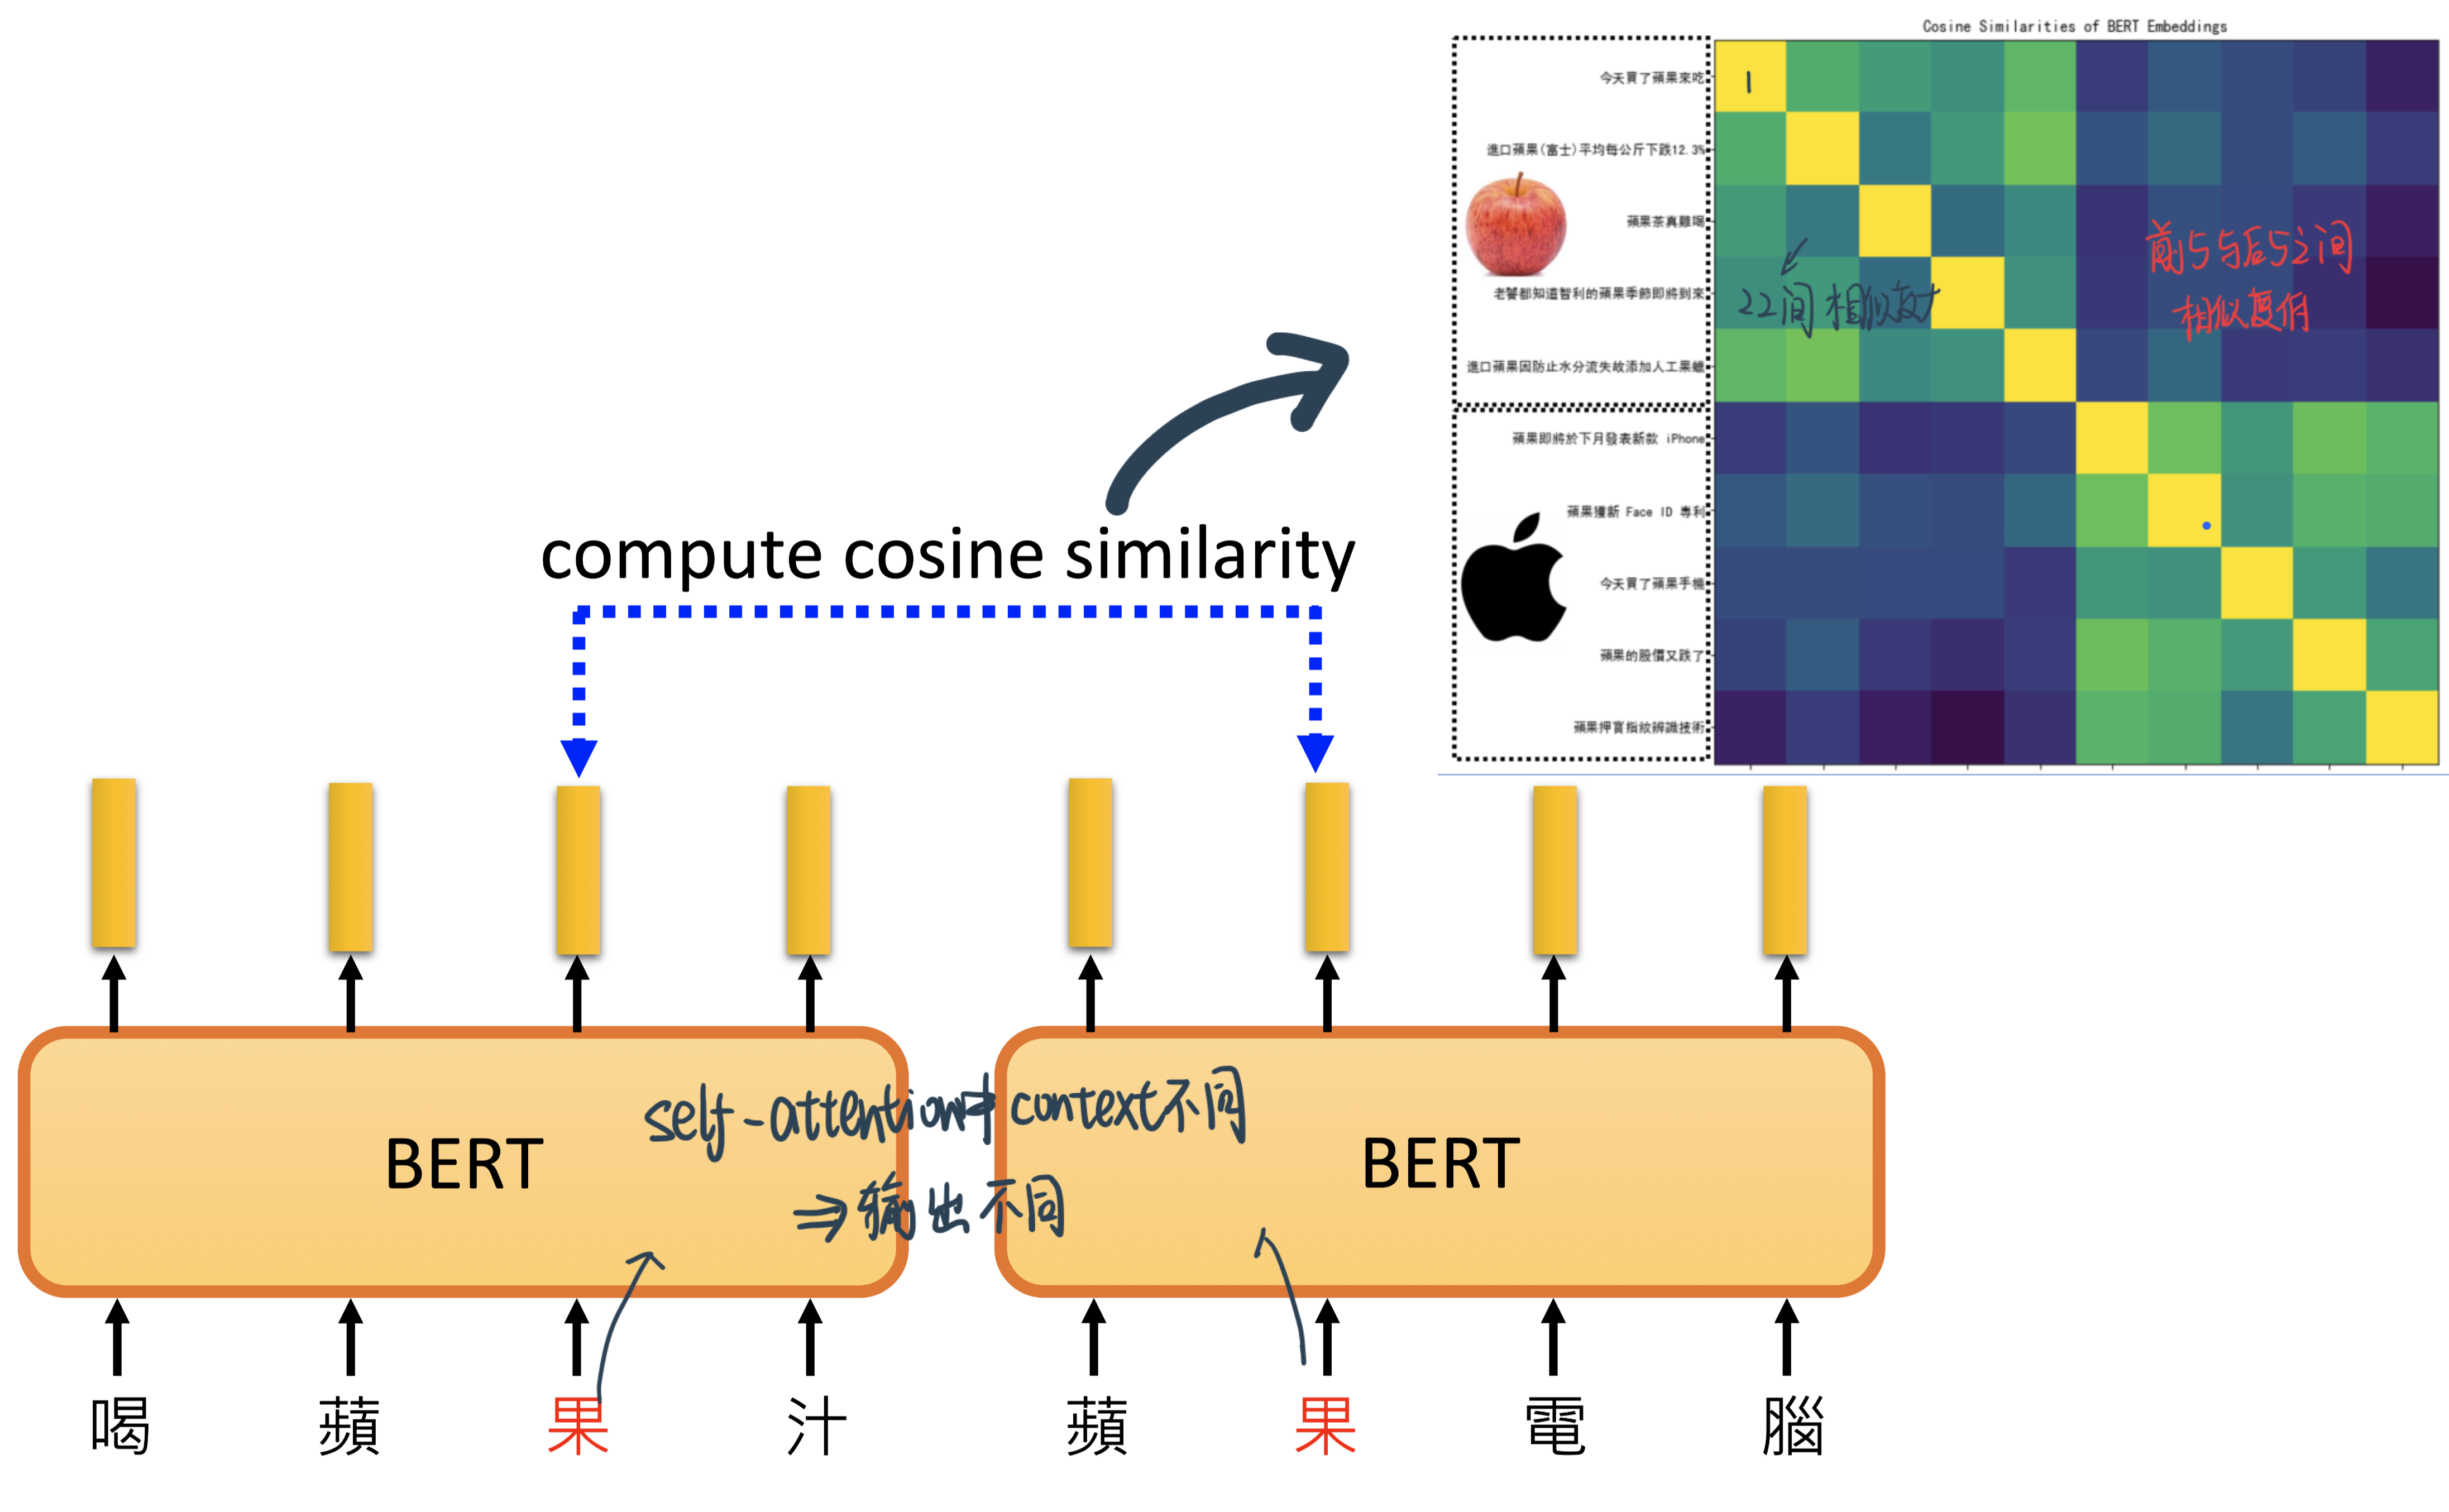 Cosine Similarities of BERT Embeddings
今天買了蘋果來吃
1
進口蘋果(富士)平均每公斤下跌12.3%
蘋果茶真難喝
老饕都知道智利的蘋果季節即將到來
進口蘋果因防止水分流失故添加人工果蠟
22间相似度大
前5与后5之间
相似度低
蘋果即將於下月發表新款 iPhone
蘋果獲新 Face ID 專利
今天買了蘋果手機
蘋果的股價又跌了
蘋果押寶指紋辨識技術
compute cosine similarity
BERT
BERT
self-attention中context不同
⇒输出不同
喝 蘋 果 汁
蘋 果 電 腦